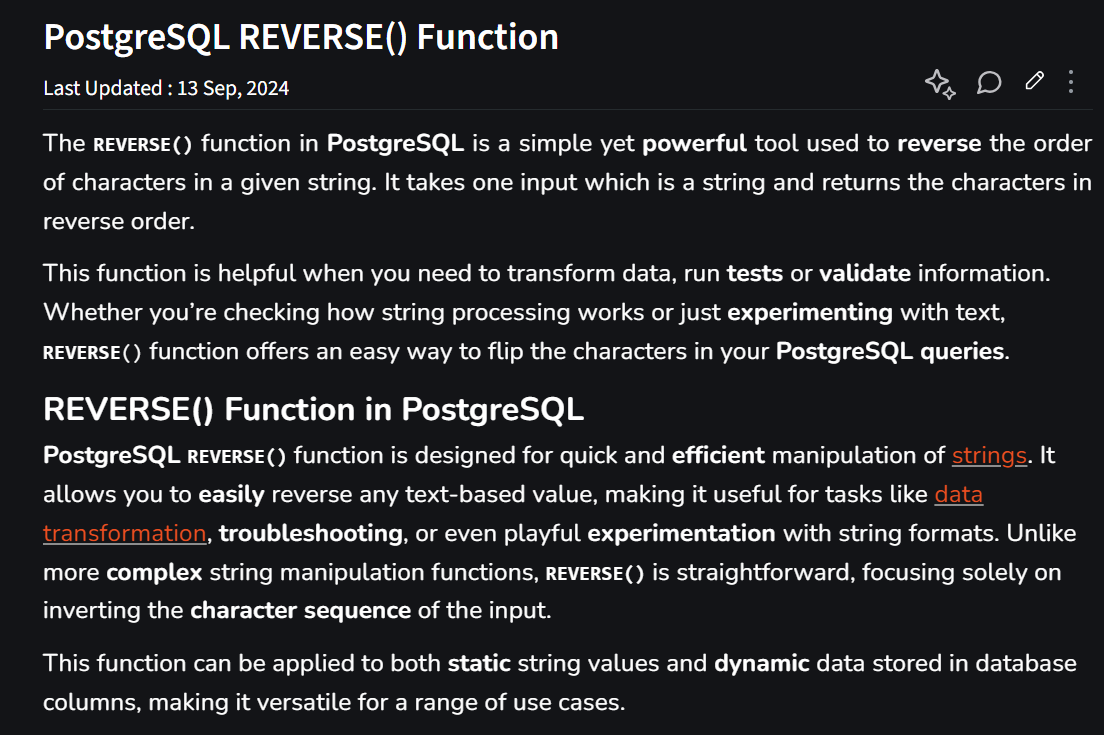 PostgreSQL REVERSE() Function
Last Updated : 13 Sep, 2024
The REVERSE() function in PostgreSQL is a simple yet powerful tool used to reverse the order
of characters in a given string. It takes one input which is a string and returns the characters in
reverse order.
This function is helpful when you need to transform data, run tests or validate information.
Whether you’re checking how string processing works or just experimenting with text,
REVERSE() function offers an easy way to flip the characters in your PostgreSQL queries.
REVERSE() Function in PostgreSQL
PostgreSQL REVERSE() function is designed for quick and efficient manipulation of strings. It
allows you to easily reverse any text-based value, making it useful for tasks like data
transformation, troubleshooting, or even playful experimentation with string formats. Unlike
more complex string manipulation functions, REVERSE() is straightforward, focusing solely on
inverting the character sequence of the input.
This function can be applied to both static string values and dynamic data stored in database
columns, making it versatile for a range of use cases.